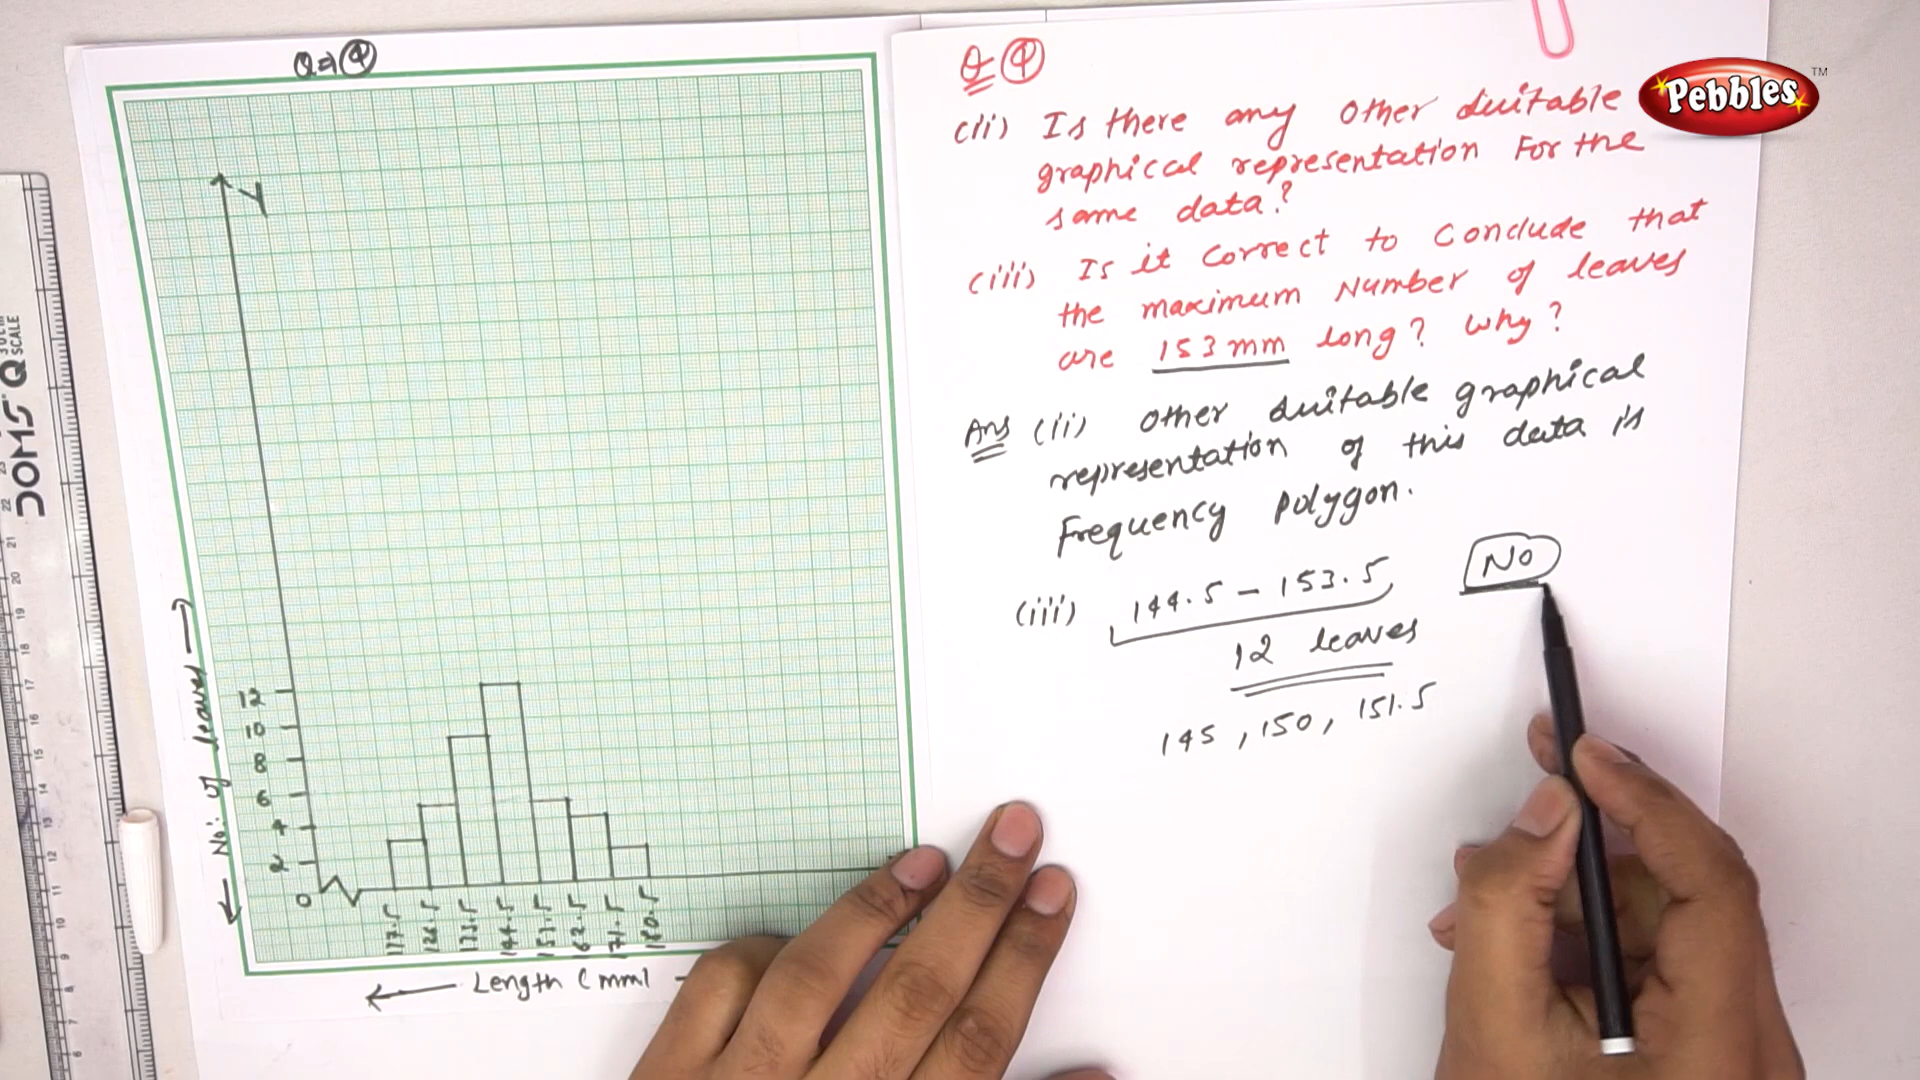 Q⇒④
Y
← No: of leaves →
12
10
8
6
4
2
0
117.5 126.5 135.5 144.5 153.5 162.5 171.5 180.5
← Length (mm)
DOMS Q SCALE
Pebbles™
Q ④
(ii) Is there any other suitable
graphical representation for the
same data?
(iii) Is it correct to conclude that
the maximum Number of leaves
are 153 mm long? Why?
Ans (ii) Other suitable graphical
representation of this data is
Frequency polygon.
(iii) 144.5 – 153.5 No
12 leaves
145, 150, 151.5